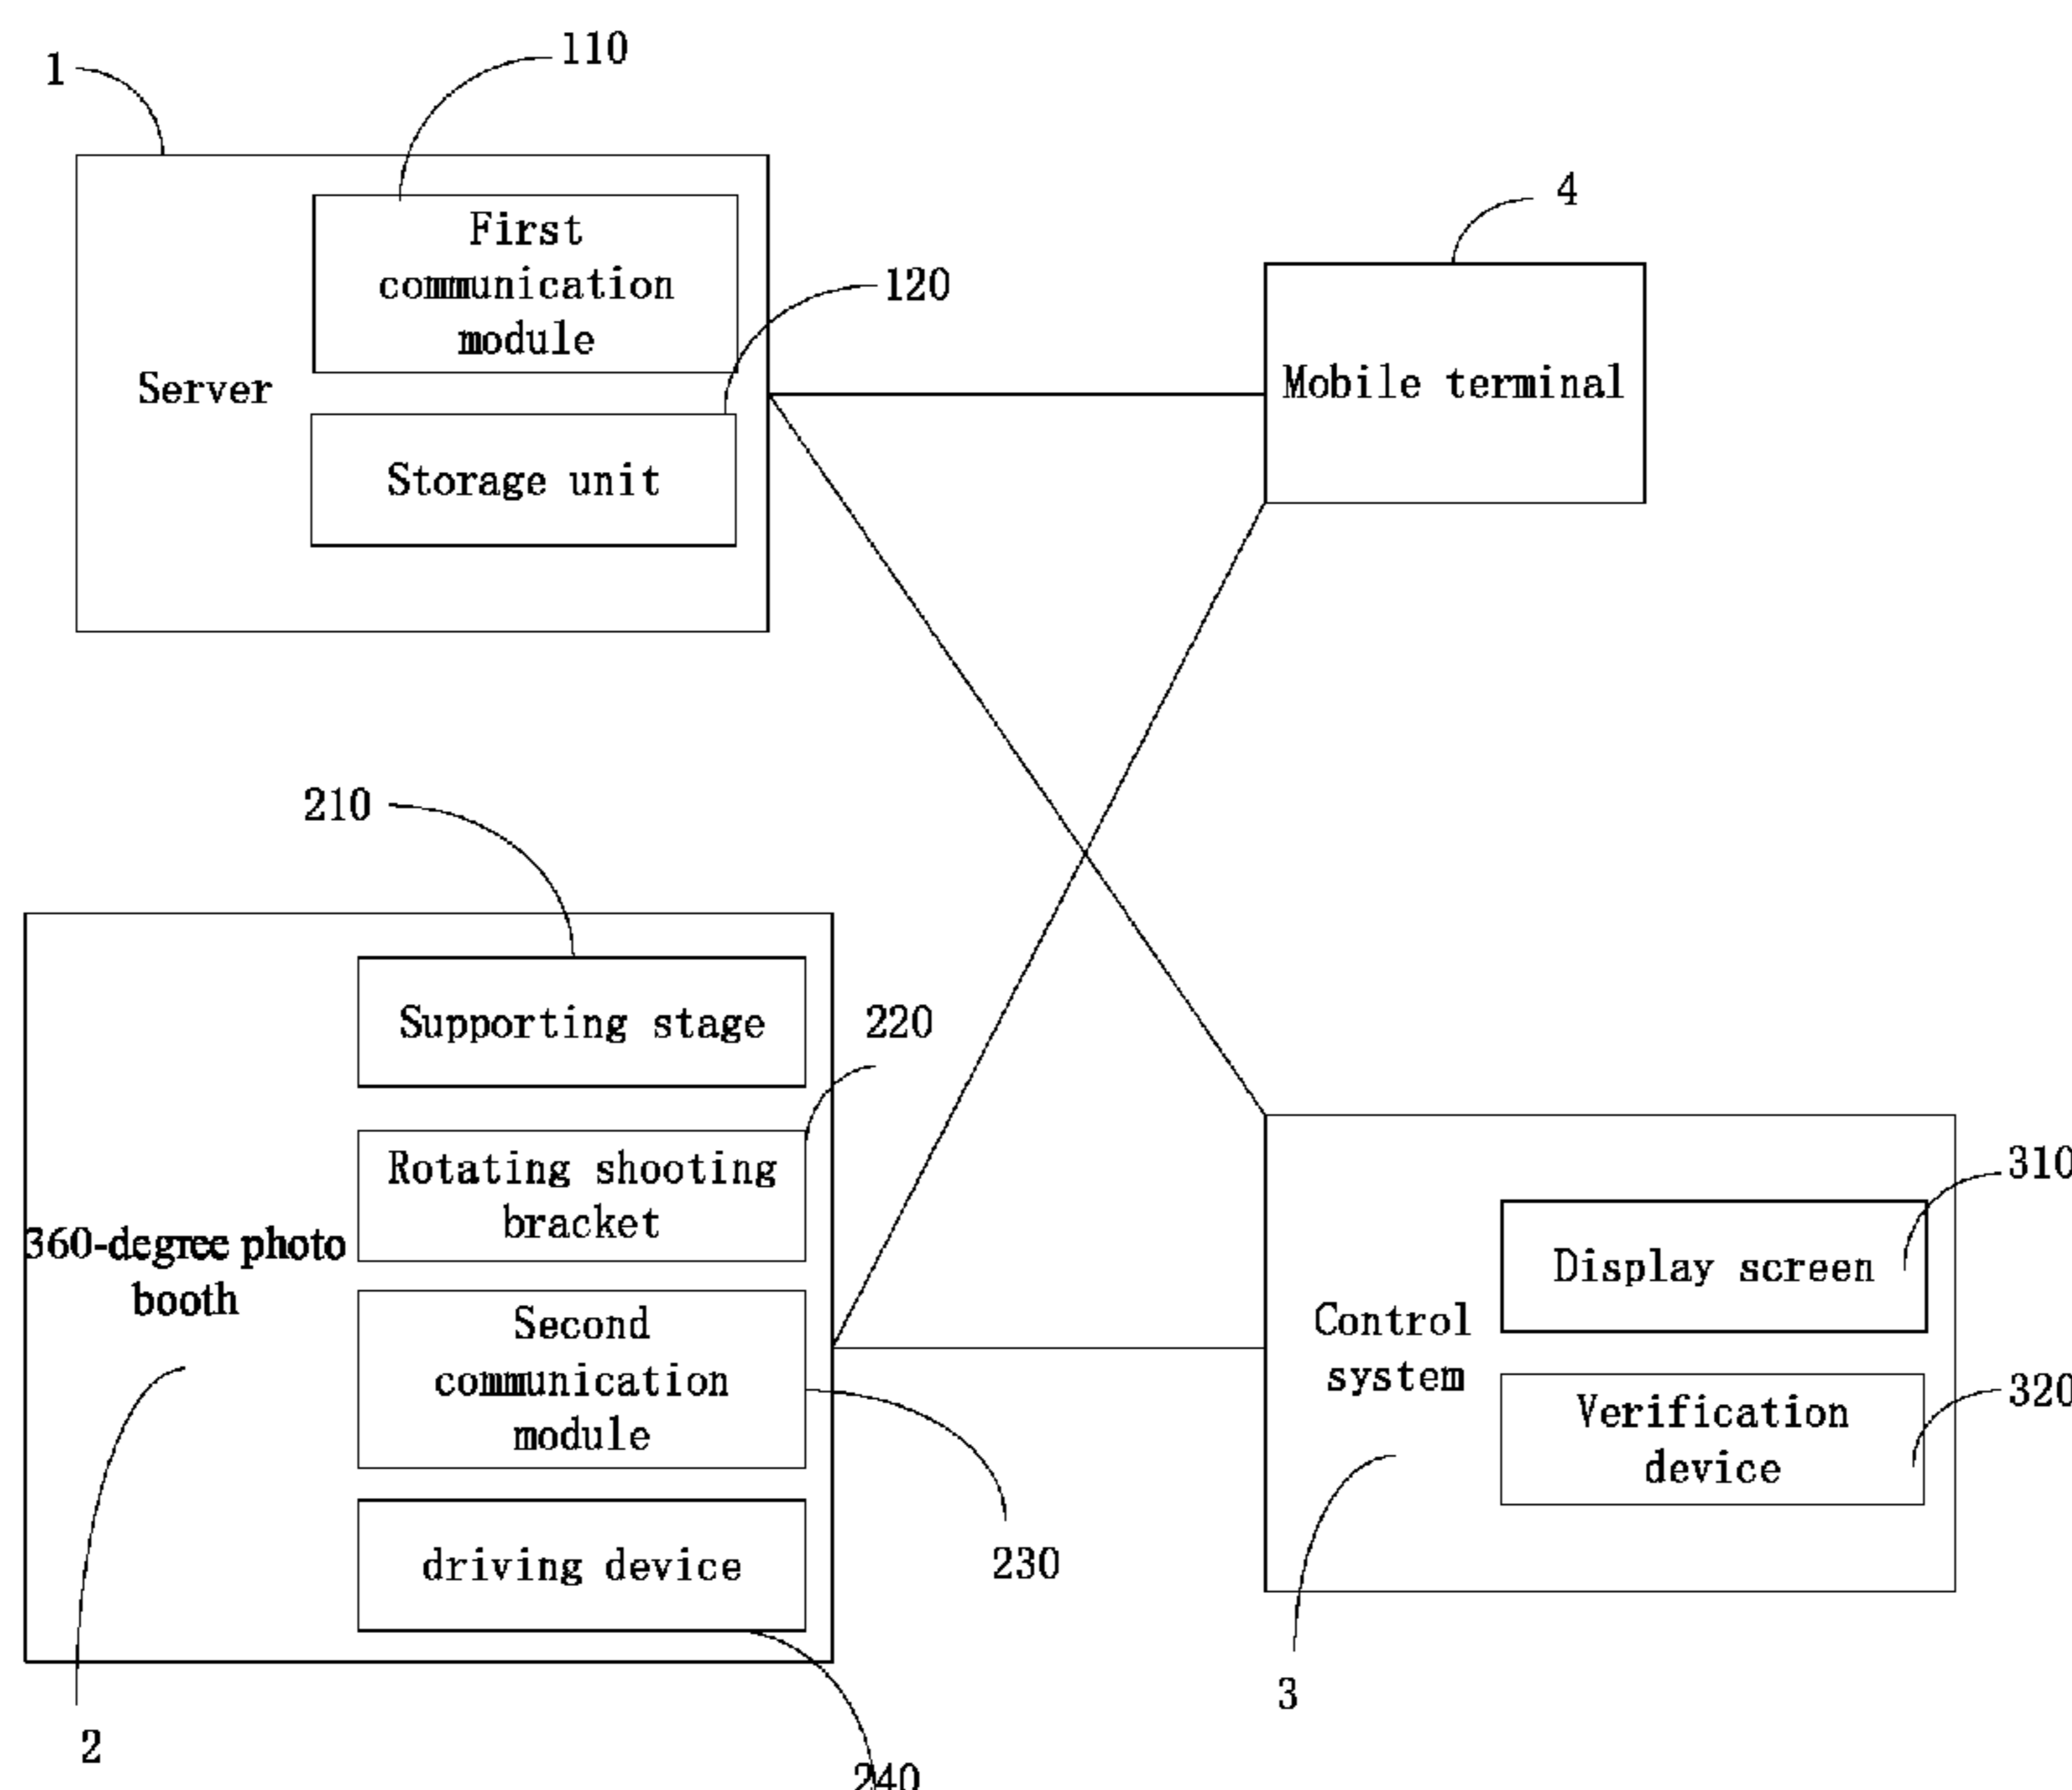 1
110
First
communication
module
120
Server
Storage unit
4
Mobile terminal
210
Supporting stage
220
Rotating shooting
bracket
360-degree photo
booth
Second
communication
module
230
driving device
2
240
310
Display screen
Control
system
320
Verification
device
3